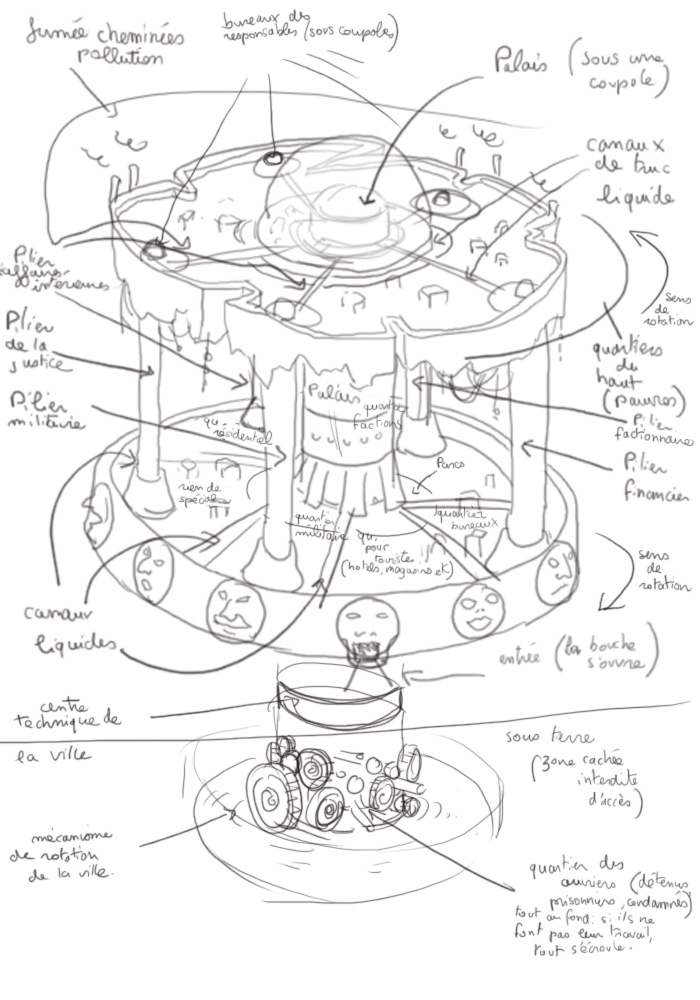 fumée cheminées
pollution
bureaux des
responsables (sous coupole)
Palais (sous une
coupole)
canaux
de truc
liquide
Pilier
d'affaires
intérieures
Pilier
de la
justice
Pilier
militaire
sens
de
rotation
quartiers
du
haut
(pauvres)
Pilier
factionnaire
Pilier
financier
Palais
quartier
factions
qu.
résidentiel
rien de
spécial
Parcs
quartier
militaire
quartier
bureaux
qu.
pour
touristes
(hotels, magasins etc)
sens
de
rotation
canaux
liquides
entrée (la bouche
s'ouvre)
centre
technique de
la ville
sous terre
(zone cachée
interdite
d'accès)
mécanisme
de rotation
de la ville.
quartier des
ouvriers (détenus,
prisonniers, condamnés)
tout au fond: si ils ne
font pas leur travail,
tout s'écroule.